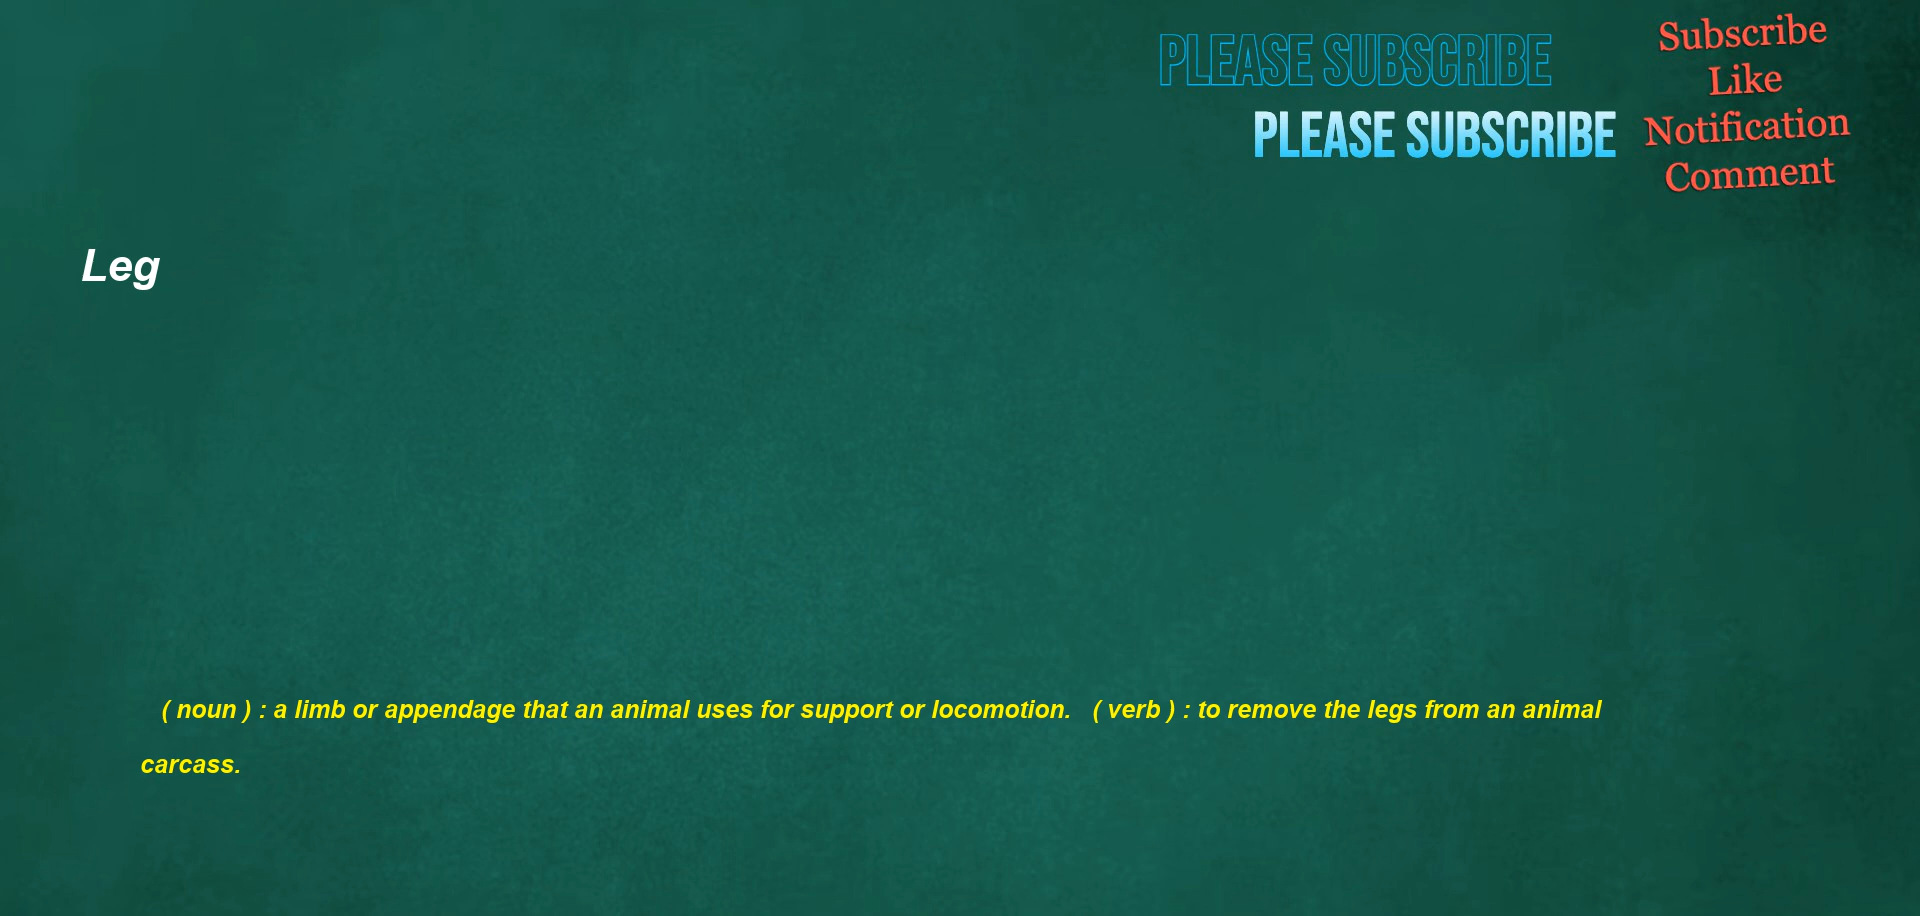 PLEASE SUBSCRIBE
PLEASE SUBSCRIBE
Subscribe
Like
Notification
Comment
Leg
( noun ) : a limb or appendage that an animal uses for support or locomotion. ( verb ) : to remove the legs from an animal
carcass.